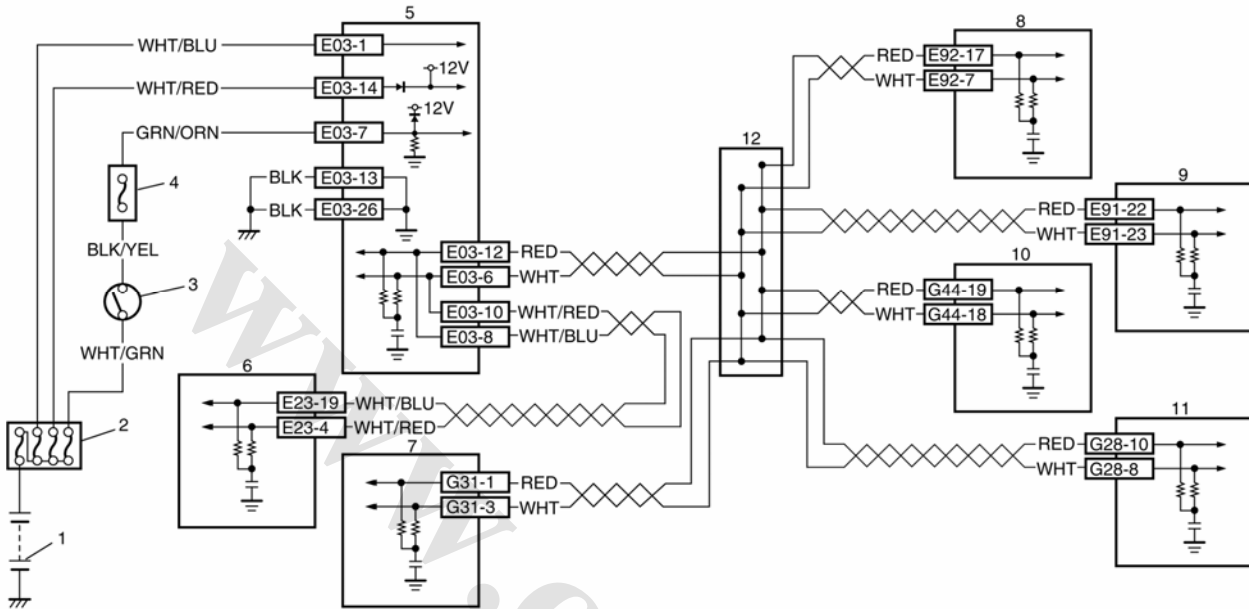 5
WHT/BLU E03-1
WHT/RED E03-14 12V
12V
GRN/ORN E03-7
4
BLK E03-13
BLK E03-26
BLK/YEL
3
WHT/GRN
2
1
E03-12 RED
E03-6 WHT
E03-10 WHT/RED
E03-8 WHT/BLU
6
E23-19 WHT/BLU
E23-4 WHT/RED
7
G31-1 RED
G31-3 WHT
12
8
RED E92-17
WHT E92-7
9
RED E91-22
WHT E91-23
10
RED G44-19
WHT G44-18
11
RED G28-10
WHT G28-8
www.